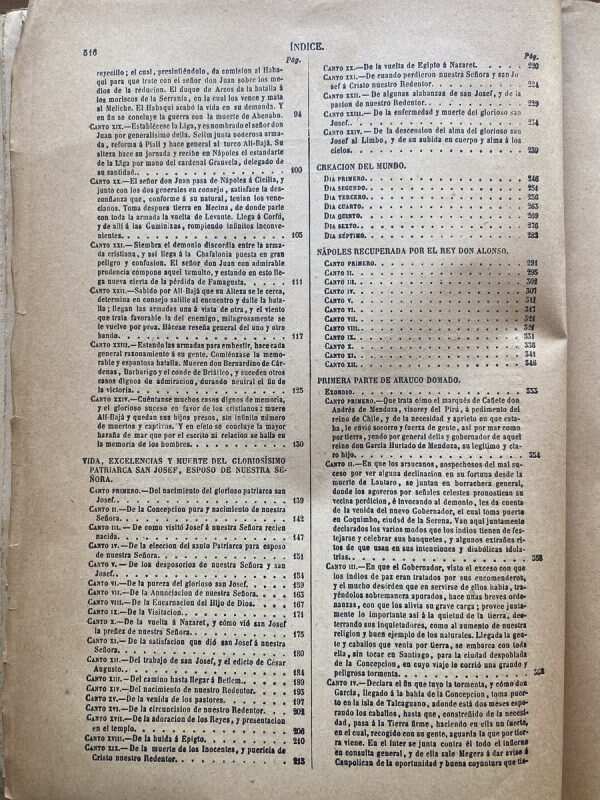 516
ÍNDICE.
Pág.
reyecillo; el cual, presintiéndolo, da comision al Habaqui
para que trate con el señor don Juan sobre los medios
de la reducion. El duque de Arcos da la batalla á
los moriscos de la Serranía, en la cual los vence y mata
al Meliche. El Habaqui acabó la vida en su demanda. Y
en fin se concluye la guerra con la muerte de Abenabo. 94
CANTO XIX.—Establécese la Liga, y es nombrado el señor don
Juan por generalísimo della. Selim junta poderosa armada,
reforma á Pialí y hace general al turco Alí-Bajá. Su
alteza hace su jornada y recibe en Nápoles el estandarte
de la Liga por mano del cardenal Granvela, delegado de
su santidad. 100
CANTO XX.—El señor don Juan pasa de Nápoles á Cicilia, y
junto con los dos generales en consejo, satisface la desconfianza
que, conforme á su natural, tenian los venecianos.
Toma despues tierra en Mecina, de donde parte
con toda la armada la vuelta de Levante. Llega á Corfú,
y de allí á las Guminizas, rompiendo infinitos inconvenientes. 105
CANTO XXI.—Siembra el demonio discordia entre la armada
cristiana, y así llega á la Chafalonia puesta en gran
peligro y confusion. El señor don Juan con admirable
prudencia compone aquel tumulto, y estando en esto llega
nueva cierta de la pérdida de Famagusta. 111
CANTO XXII.—Sabido por Alí-Bajá que su Alteza se le cerca,
determina en consejo salille al encuentro y dalle la batalla;
llegan las armadas una á vista de otra, y el viento
que trata favorable la del enemigo, milagrosamente se
le vuelve por proa. Hácese reseña general del uno y otro
bando. 117
CANTO XXIII.—Estando las armadas para embestir, hace cada
general razonamiento á su gente. Comiénzase la memorable
y espantosa batalla. Mueren don Bernardino de Cárdenas,
Barbarigo y el conde de Briático, y suceden otros
casos dignos de admiracion, durando neutral el fin de
la victoria. 125
CANTO XXIV.—Cuéntanse muchos casos dignos de memoria,
y el glorioso suceso en favor de los cristianos; muere
Alí-Bajá y quedan sus hijos presos, sin infinito número
de muertos y captivos. Y en efeto se concluye la mayor
haraña de mar que por el escrito mi relacion se halla en
la memoria de los hombres. 130
VIDA, EXCELENCIAS Y MUERTE DEL GLORIOSÍSIMO
PATRIARCA SAN JOSEF, ESPOSO DE NUESTRA SEÑORA.
CANTO PRIMERO.—Del nacimiento del glorioso patriarca san
Josef. 139
CANTO II.—De la Concepcion pura y nacimiento de nuestra
Señora. 142
CANTO III.—De como visitó Josef á nuestra Señora recien
nacida. 147
CANTO IV.—De la eleccion del santo Patriarca para esposo
de nuestra Señora. 151
CANTO V.—De los desposorios de nuestra Señora y san
Josef. 154
CANTO VI.—De la pureza del glorioso san Josef. 159
CANTO VII.—De la Annociacion de nuestra Señora. 163
CANTO VIII.—De la Encarnacion del Hijo de Dios. 167
CANTO IX.—De la Visitacion. 171
CANTO X.—De la vuelta á Nazaret, y cómo vió san Josef
la preñez de nuestra Señora. 175
CANTO XI.—De la satisfacion que dió san Josef á nuestra
Señora. 180
CANTO XII.—Del trabajo de san Josef, y el edicto de César
Augusto. 184
CANTO XIII.—Del camino hasta llegar á Betlem. 189
CANTO XIV.—Del nacimiento de nuestro Redentor. 193
CANTO XV.—De la venida de los pastores. 197
CANTO XVI.—De la circuncision de nuestro Redentor. 202
CANTO XVII.—De la adoracion de los Reyes, y presentacion
en el templo. 206
CANTO XVIII.—De la huida á Egipto. 210
CANTO XIX.—De la muerte de los Inocentes, y puericia de
Cristo nuestro Redentor. 215
Pág.
CANTO XX.—De la vuelta de Egipto á Nazaret. 220
CANTO XXI.—De cuando perdieron nuestra Señora y san Josef
á Cristo nuestro Redentor. 224
CANTO XXII.—De algunas alabanzas de san Josef, y de la
pasion de nuestro Redentor. 229
CANTO XXIII.—De la enfermedad y muerte del glorioso san
Josef. 234
CANTO XXIV.—De la descension del alma del glorioso san
Josef al Limbo, y de su subida en cuerpo y alma á los
cielos. 239
CREACION DEL MUNDO.
DIA PRIMERO. 246
DIA SEGUNDO. 251
DIA TERCERO. 256
DIA CUARTO. 263
DIA QUINTO. 269
DIA SEXTO. 276
DIA SÉPTIMO. 283
NÁPOLES RECUPERADA POR EL REY DON ALONSO.
CANTO PRIMERO. 291
CANTO II. 295
CANTO III. 302
CANTO IV. 307
CANTO V.
CANTO VI.
CANTO VII.
CANTO VIII.
CANTO IX. 331
CANTO X.
CANTO XI. 341
CANTO XII. 346
PRIMERA PARTE DE ARAUCO DOMADO.
EXORDIO. 353
CANTO PRIMERO.—Que trata cómo el marqués de Cañete don
Andrés de Mendoza, visorey del Pirú, á pedimento del
reino de Chile, y de la necesidad y aprieto en que estaba,
le envió socorro y fuerza de gente, así por mar como
por tierra, yendo por general della y gobernador de aquel
reino don García Hurtado de Mendoza, su legítimo y claro
hijo. 354
CANTO II.—En que los araucanos, sospechosos del mal suceso
por ver alguna declinacion en su fortuna desde la
muerte de Lautaro, se juntan en borrachera general,
donde los agoreros por señales celestes pronostican su
vecina perdicion, é invocando al demonio, les da cuenta
de la venida del nuevo Gobernador, el cual toma puerto
en Coquimbo, ciudad de la Serena. Van aquí juntamente
declarados los varios modos que los indios tienen de festejarse
y celebrar sus banquetes, y algunos extraños ritos
de que usan en sus intenciones y diabólicas idolatrías.
CANTO III.—En que el Gobernador, visto el exceso con que
los indios de paz eran tratados por sus encomenderos,
y el mucho desórden que en servirse de ellos habia, trayéndolos
sobremanera apurados, hace unas breves ordenanzas,
con que los alivia su grave carga; provee juntamente
lo importante así á la quietud de la tierra, desterrando
sus inquietadores, como al aumento de nuestra
religion y buen ejemplo de los naturales. Llegada la gente
y caballos que venia por tierra, se embarca con toda
ella, sin tocar en Santiago, para la ciudad despoblada
de la Concepcion, en cuyo viaje le corrió una grande y
peligrosa tormenta.
CANTO IV.—Declara el fin que tuvo la tormenta, y cómo don
García, llegado á la bahía de la Concepcion, toma puerto
en la isla de Talcaguano, adonde está dos meses esperando
los caballos, hasta que, constreñido de la necesidad,
pasa á Tierra firme, haciendo en ella un fuerte,
en el cual, recogido con su gente, aguarda la que por tierra
viene. En el ínter se junta contra él todo el infierno
en consulta general, y de ella sale Megera á dar aviso á
Caupolican de la oportunidad y buena coyuntura que tie-